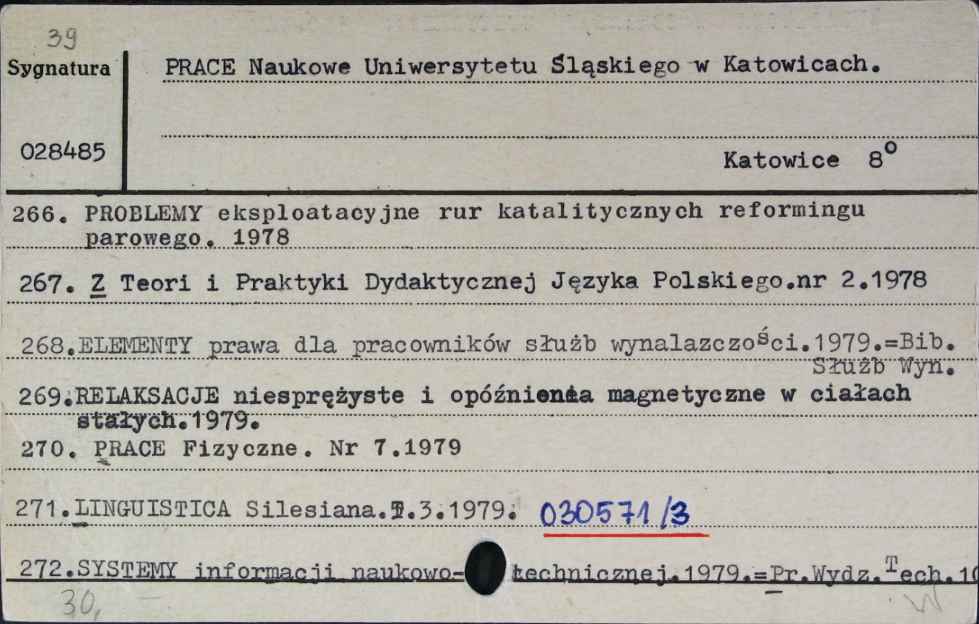 39
Sygnatura
PRACE Naukowe Uniwersytetu Śląskiego w Katowicach.
028485
Katowice 8°
266. PROBLEMY eksploatacyjne rur katalitycznych reformingu
parowego. 1978
267. Z Teori i Praktyki Dydaktycznej Języka Polskiego.nr 2.1978
268.ELEMENTY prawa dla pracowników służb wynalazczości.1979.=Bib.
Służb Wyn.
269.RELAKSACJE niesprężyste i opóźnienia magnetyczne w ciałach
stałych.1979.
270. PRACE Fizyczne. Nr 7.1979
271.LINGUISTICA Silesiana.T.3.1979. 030571/3
272.SYSTEMY informacji naukowo- technicznej.1979.=Pr.Wydz.Tech.10
30,
W